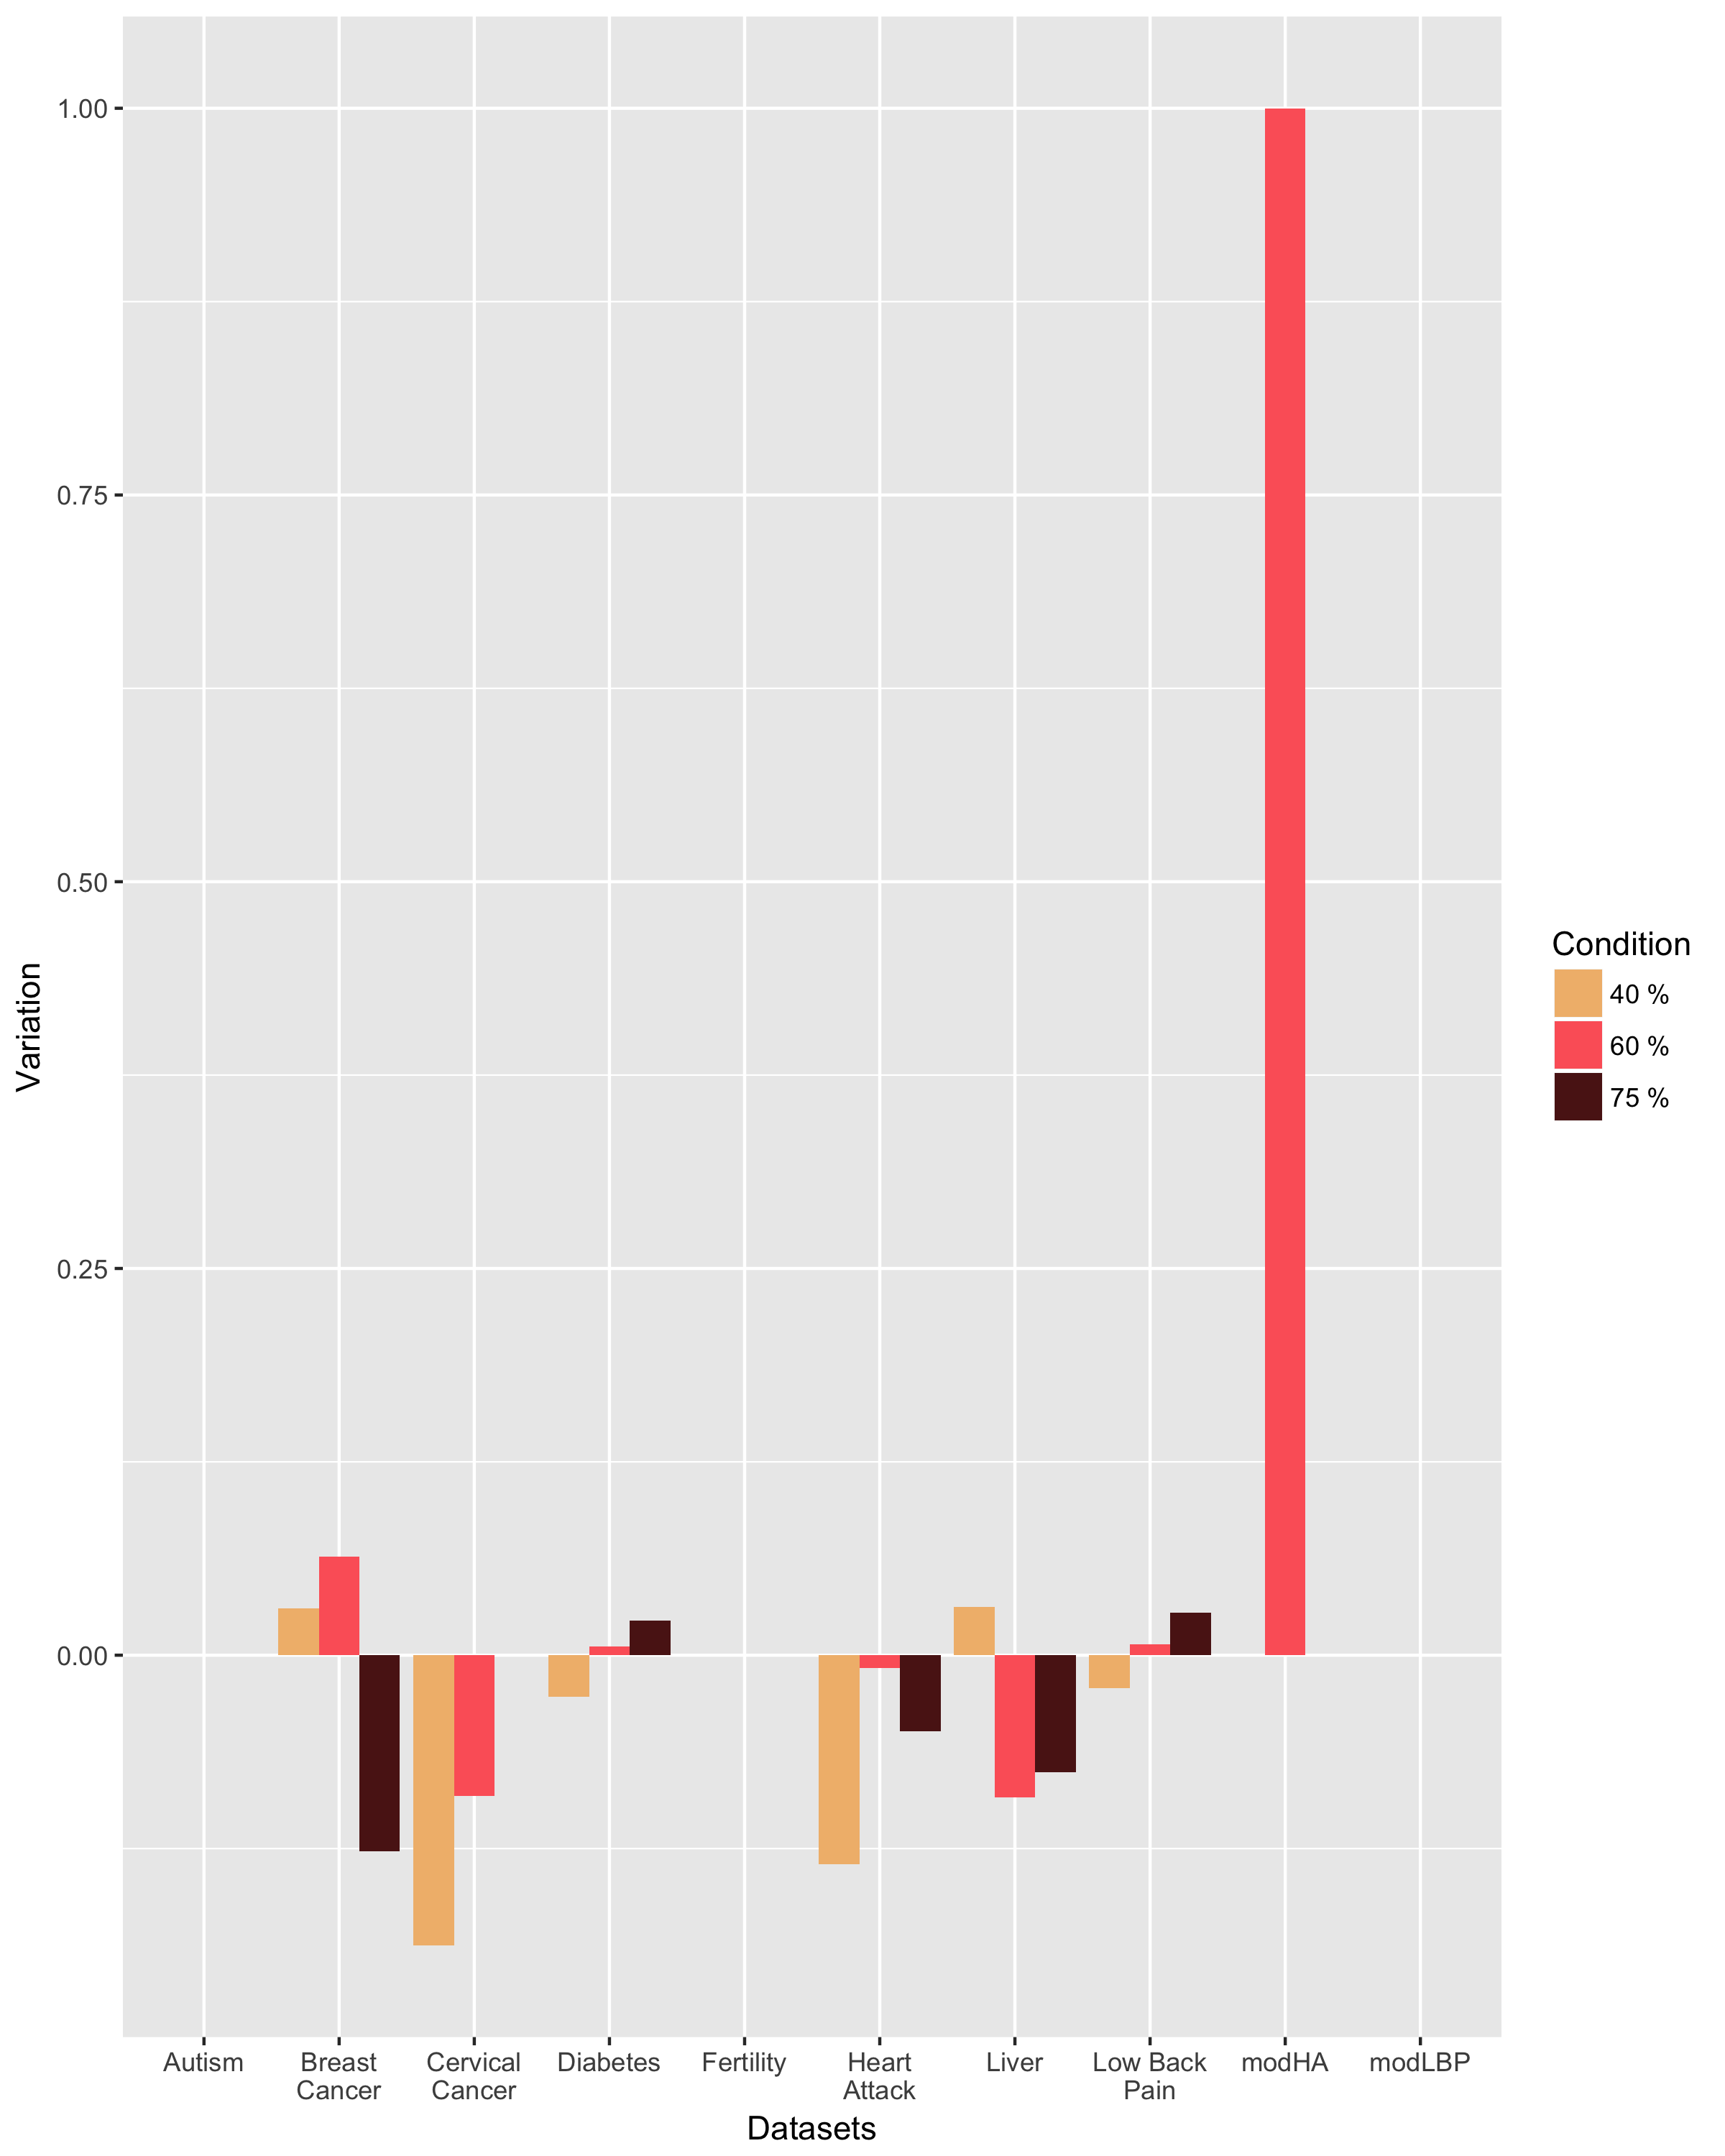 1.00
0.75
0.50
0.25
0.00
Variation
Autism
Breast
Cancer
Cervical
Cancer
Diabetes
Fertility
Heart
Attack
Liver
Low Back
Pain
modHA
modLBP
Datasets
Condition
40 %
60 %
75 %